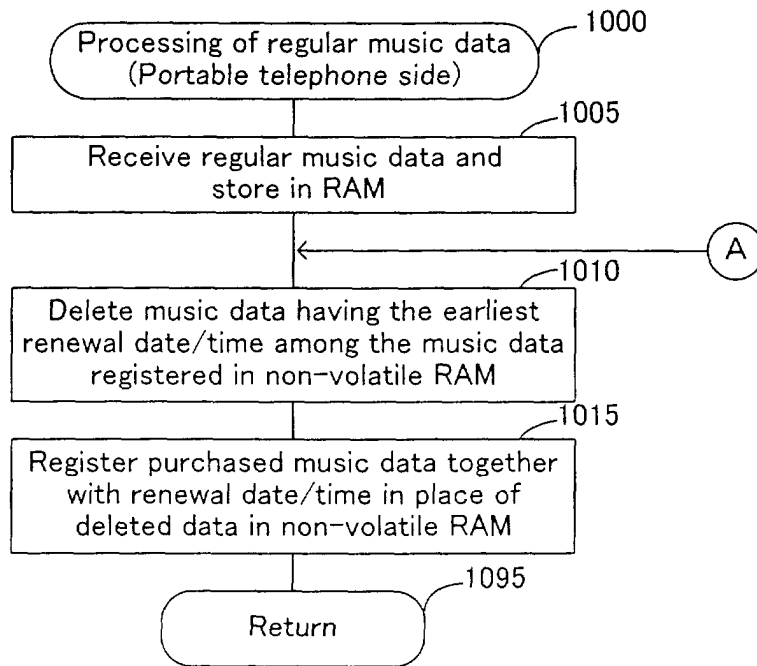 Processing of regular music data
(Portable telephone side)
1000
1005
Receive regular music data and
store in RAM
A
1010
Delete music data having the earliest
renewal date/time among the music data
registered in non-volatile RAM
1015
Register purchased music data together
with renewal date/time in place of
deleted data in non-volatile RAM
1095
Return